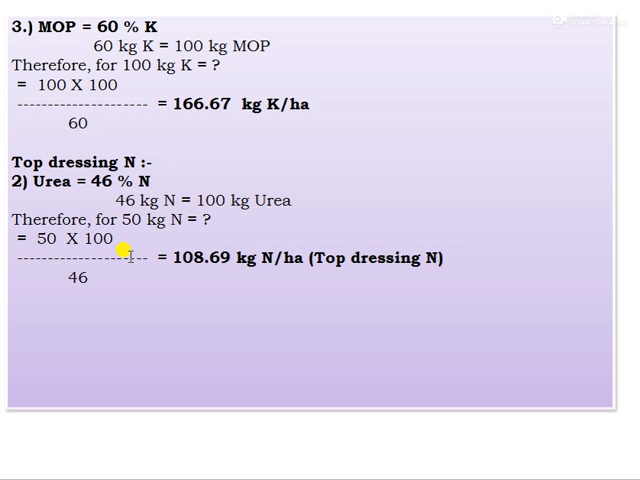 3.) MOP = 60 % K
60 kg K = 100 kg MOP
Therefore, for 100 kg K = ?
= 100 X 100
--------------------- = 166.67 kg K/ha
60
Top dressing N :-
2) Urea = 46 % N
46 kg N = 100 kg Urea
Therefore, for 50 kg N = ?
= 50 X 100
--------------------- = 108.69 kg N/ha (Top dressing N)
46